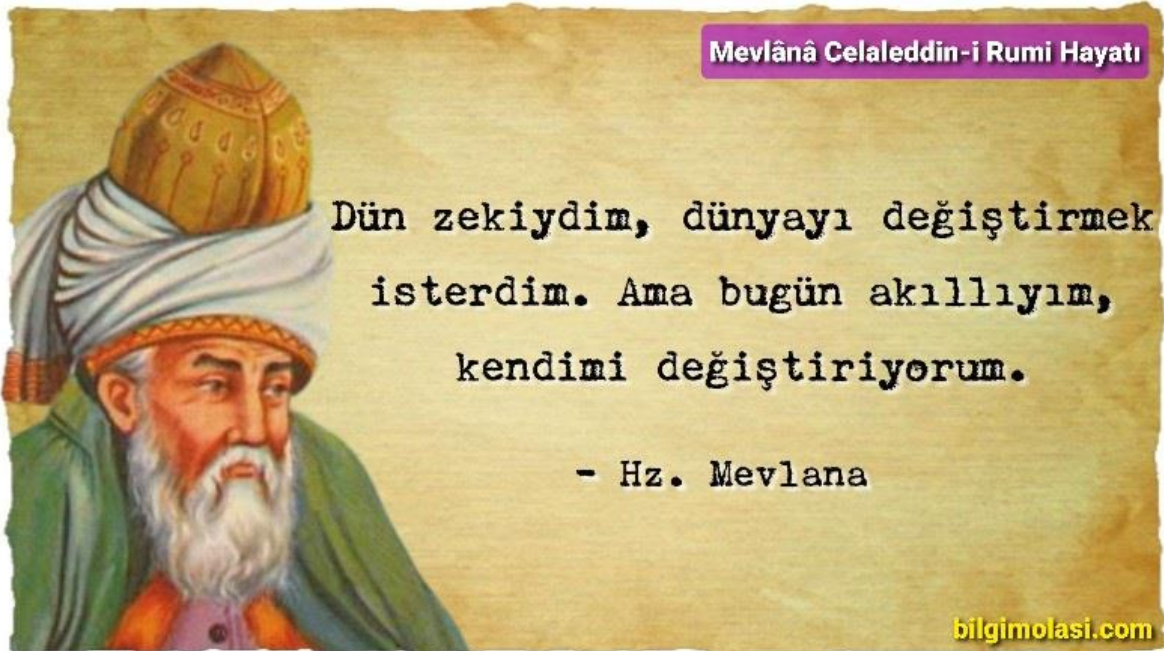 Mevlânâ Celaleddin-i Rumi Hayatı
Dün zekiydim, dünyayı değiştirmek
isterdim. Ama bugün akıllıyım,
kendimi değiştiriyorum.
- Hz. Mevlana
bilgimolasi.com